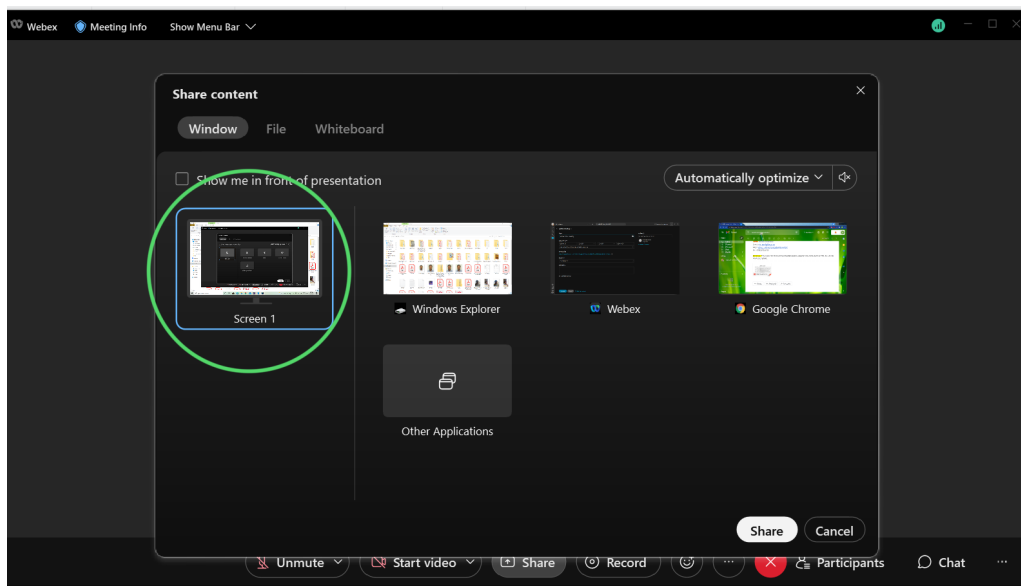 Webex Meeting Info Show Menu Bar
Share content
Window File Whiteboard
Show me in front of presentation
Automatically optimize
Screen 1
Windows Explorer
Webex
Google Chrome
Other Applications
Share Cancel
Unmute Start video Share Record Participants Chat